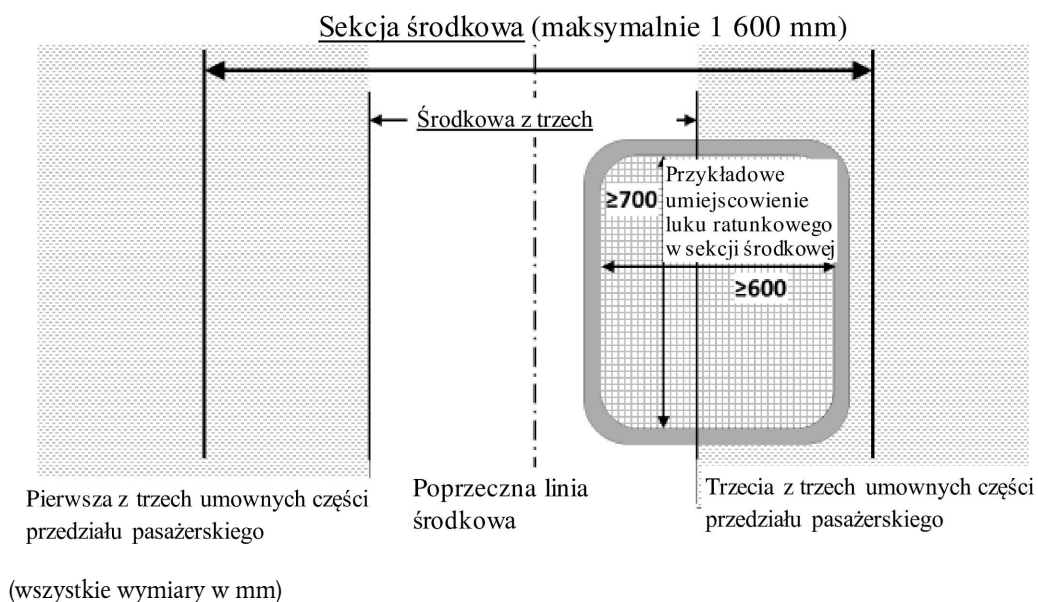 Sekcja środkowa (maksymalnie 1 600 mm)
Środkowa z trzech
Przykładowe
umiejscowienie
luku ratunkowego
w sekcji środkowej
≥700
≥600
Pierwsza z trzech umownych części
przedziału pasażerskiego
Poprzeczna linia
środkowa
Trzecia z trzech umownych części
przedziału pasażerskiego
(wszystkie wymiary w mm)